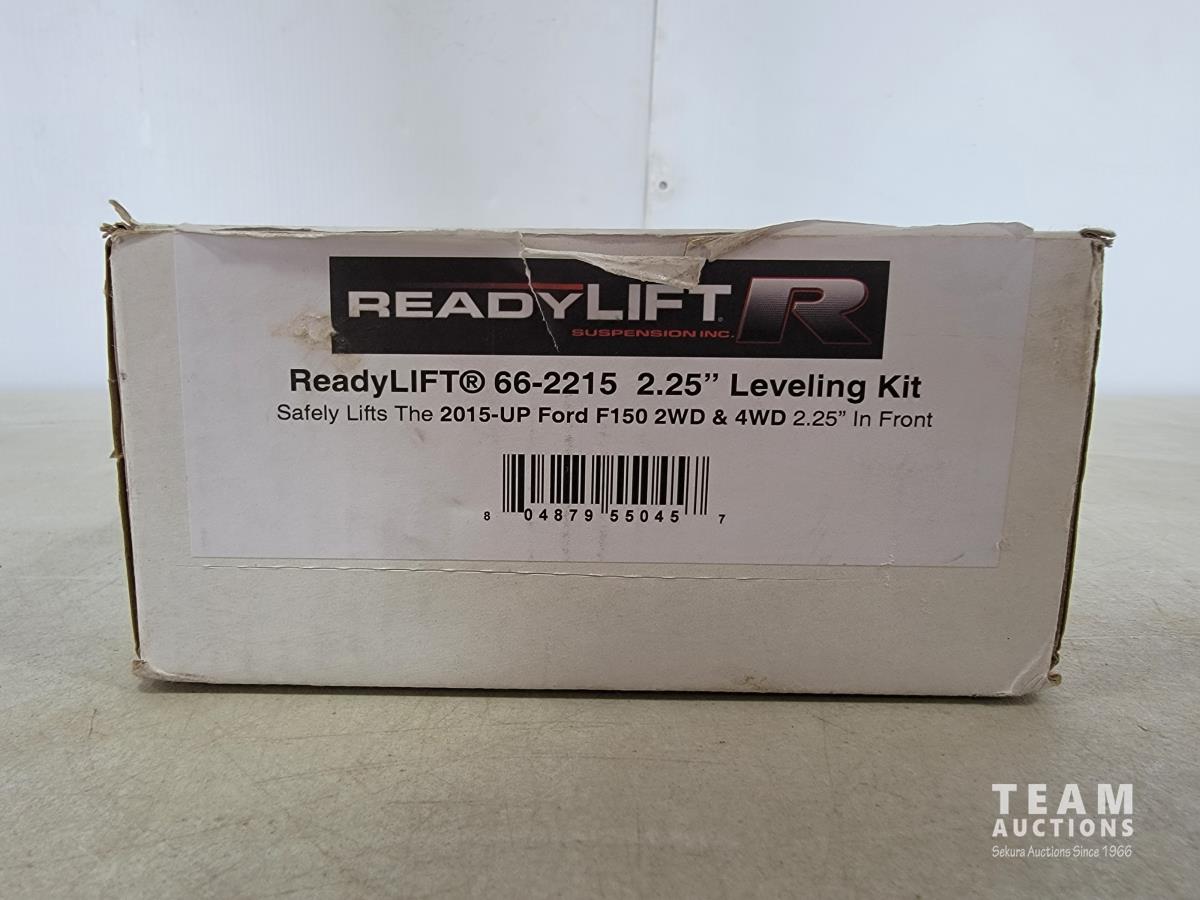 READYLIFT®
SUSPENSION INC.
R
ReadyLIFT® 66-2215 2.25” Leveling Kit
Safely Lifts The 2015-UP Ford F150 2WD & 4WD 2.25” In Front
8 04879 55045 7
TEAM
AUCTIONS
Sekura Auctions Since 1966